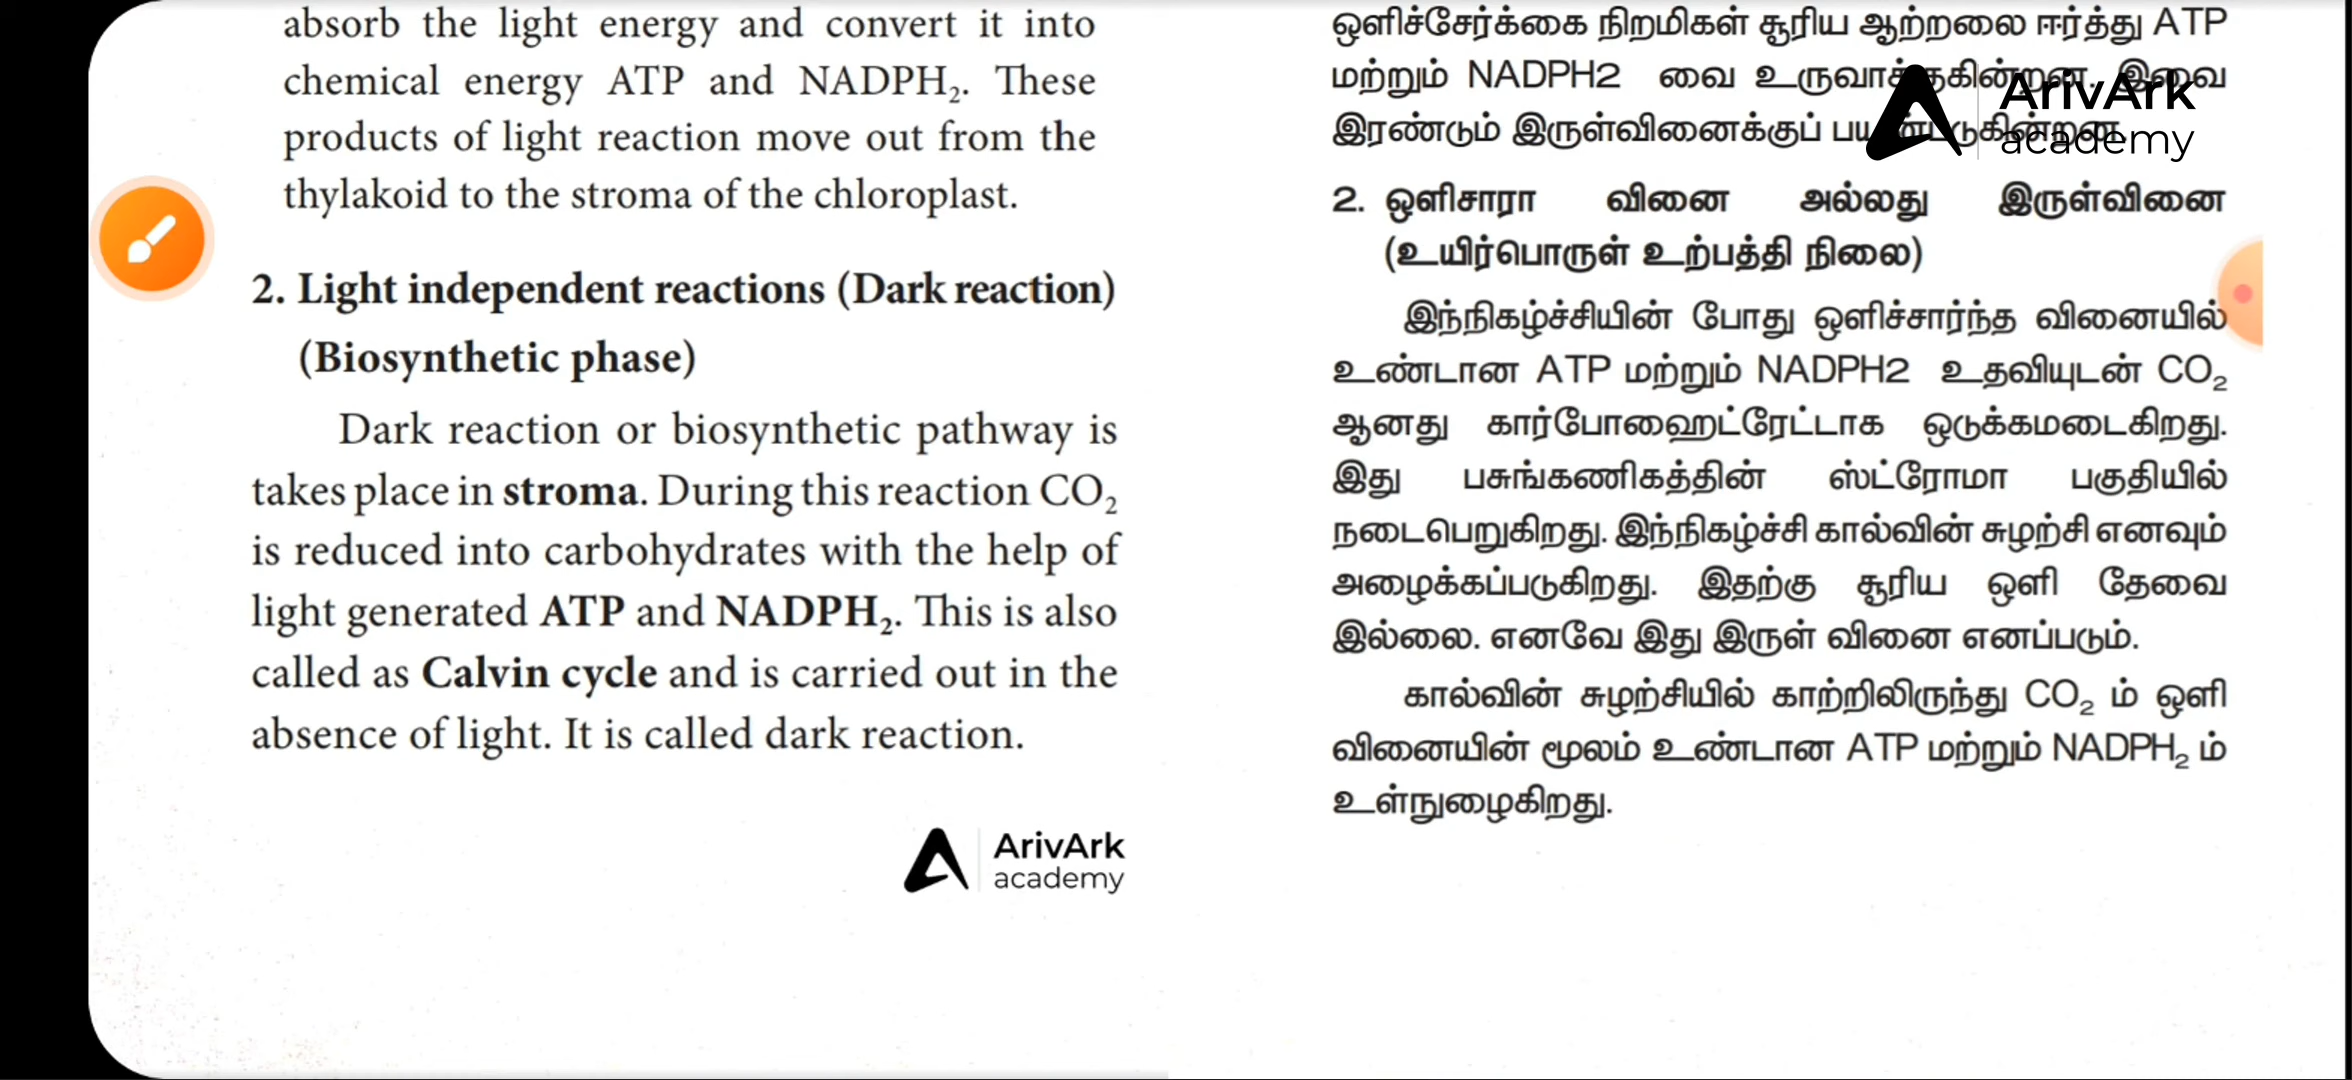 absorb the light energy and convert it into
chemical energy ATP and NADPH₂. These
products of light reaction move out from the
thylakoid to the stroma of the chloroplast.
2. Light independent reactions (Dark reaction)
(Biosynthetic phase)
Dark reaction or biosynthetic pathway is
takes place in stroma. During this reaction CO₂
is reduced into carbohydrates with the help of
light generated ATP and NADPH₂. This is also
called as Calvin cycle and is carried out in the
absence of light. It is called dark reaction.
ArivArk
academy
ஒளிச்சேர்க்கை நிறமிகள் சூரிய ஆற்றலை ஈர்த்து ATP
மற்றும் NADPH2 வை உருவாக்குகின்றன. இவை
இரண்டும் இருள்வினைக்குப் பயன்படுகின்றன.
ArivArk
academy
2. ஒளிசாரா வினை அல்லது இருள்வினை
(உயிர்பொருள் உற்பத்தி நிலை)
இந்நிகழ்ச்சியின் போது ஒளிச்சார்ந்த வினையில்
உண்டான ATP மற்றும் NADPH2 உதவியுடன் CO₂
ஆனது கார்போஹைட்ரேட்டாக ஒடுக்கமடைகிறது.
இது பசுங்கணிகத்தின் ஸ்ட்ரோமா பகுதியில்
நடைபெறுகிறது. இந்நிகழ்ச்சி கால்வின் சுழற்சி எனவும்
அழைக்கப்படுகிறது. இதற்கு சூரிய ஒளி தேவை
இல்லை. எனவே இது இருள் வினை எனப்படும்.
கால்வின் சுழற்சியில் காற்றிலிருந்து CO₂ ம் ஒளி
வினையின் மூலம் உண்டான ATP மற்றும் NADPH₂ ம்
உள்நுழைகிறது.